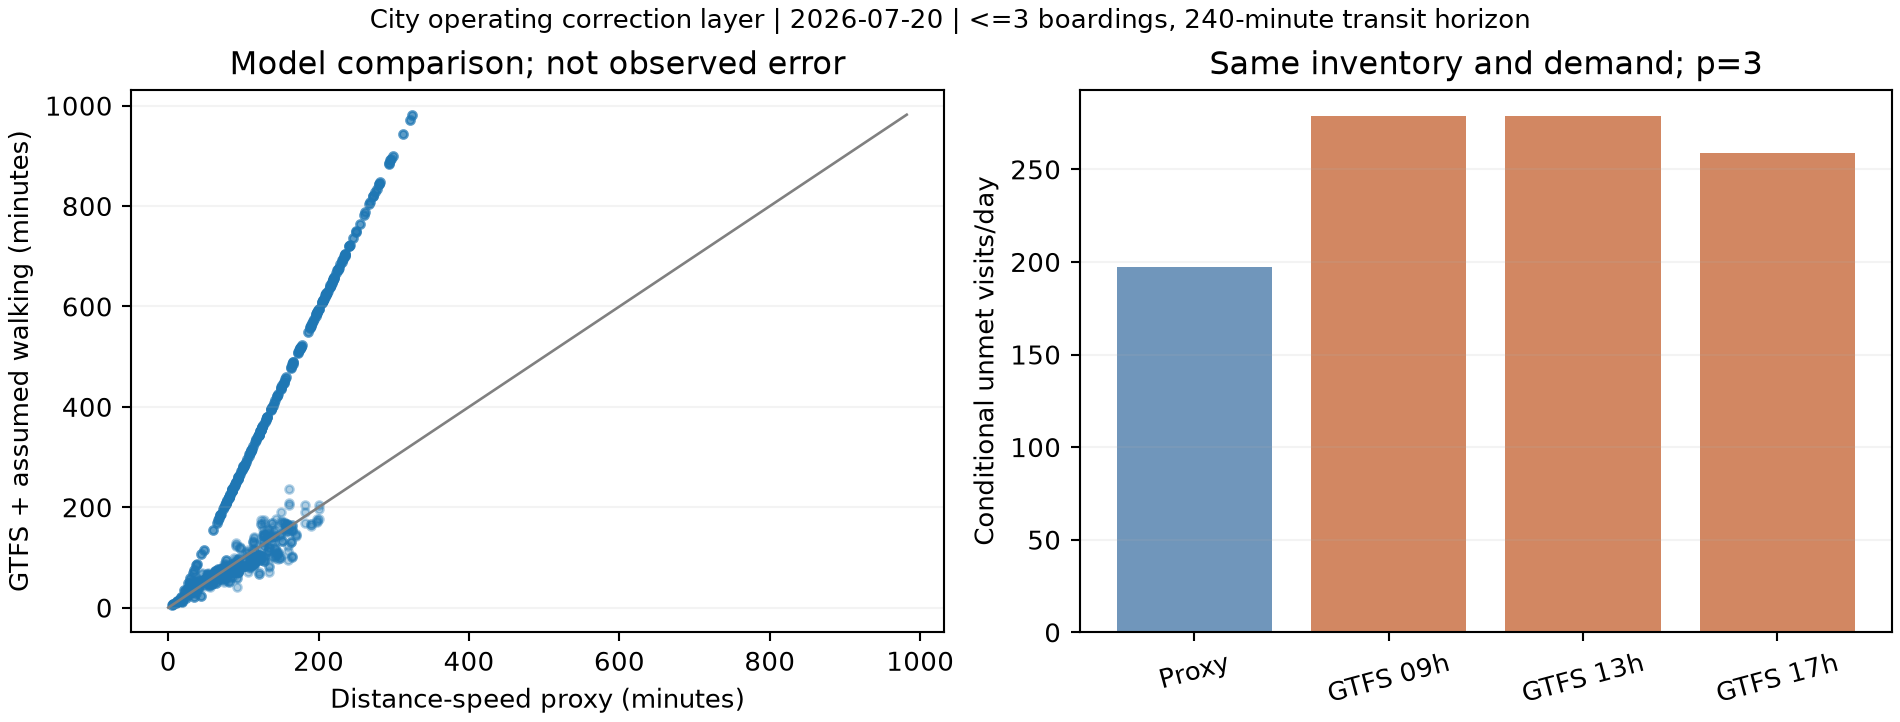 City operating correction layer | 2026-07-20 | <=3 boardings, 240-minute transit horizon
Model comparison; not observed error
GTFS + assumed walking (minutes)
1000
800
600
400
200
0
0 200 400 600 800 1000
Distance-speed proxy (minutes)
Same inventory and demand; p=3
Conditional unmet visits/day
250
200
150
100
50
0
Proxy GTFS 09h GTFS 13h GTFS 17h